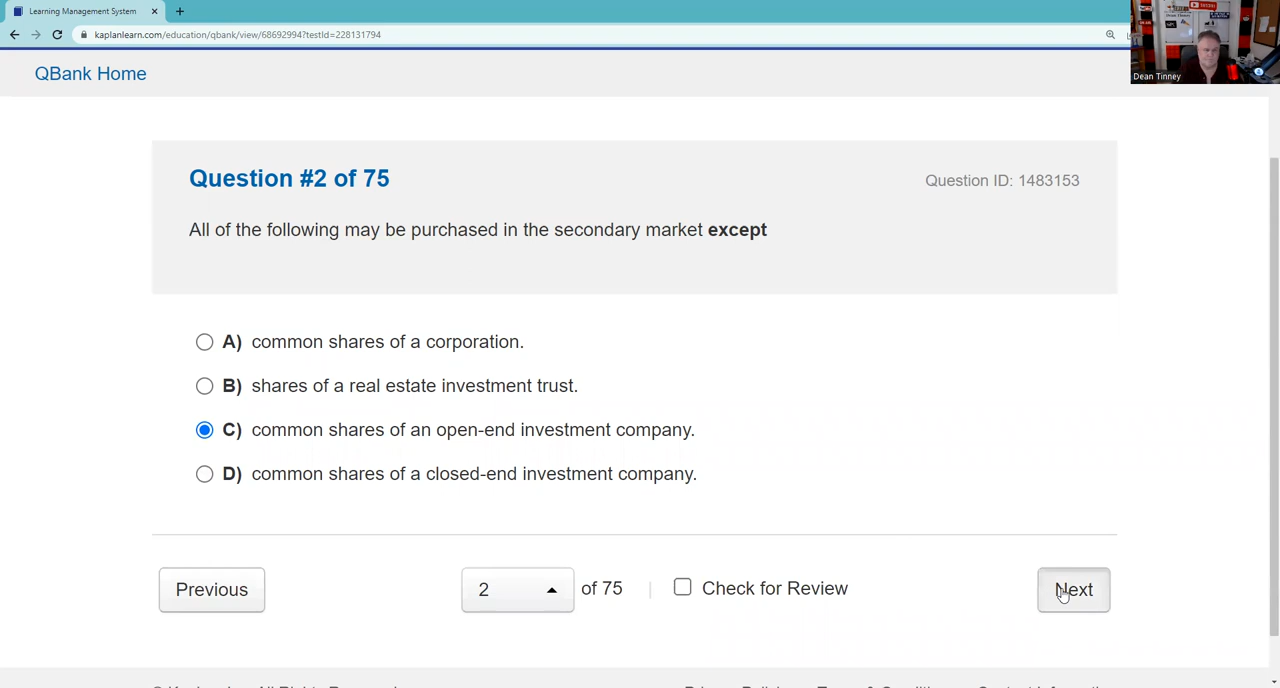 Learning Management System
kaplanlearn.com/education/qbank/view/68692994?testId=228131794
Dean Tinney
QBank Home
Question #2 of 75
Question ID: 1483153
All of the following may be purchased in the secondary market except
A) common shares of a corporation.
B) shares of a real estate investment trust.
C) common shares of an open-end investment company.
D) common shares of a closed-end investment company.
Previous
2
of 75
Check for Review
Next